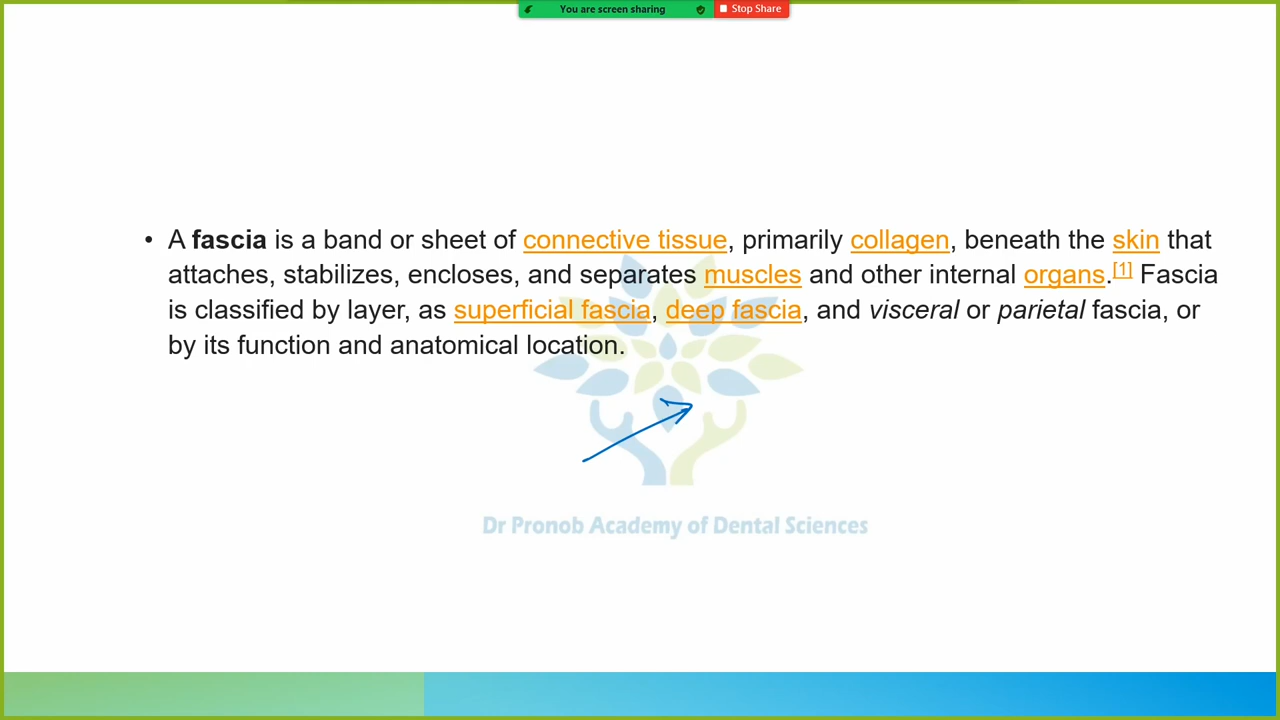 You are screen sharing Stop Share
• A fascia is a band or sheet of connective tissue, primarily collagen, beneath the skin that
attaches, stabilizes, encloses, and separates muscles and other internal organs.[1] Fascia
is classified by layer, as superficial fascia, deep fascia, and visceral or parietal fascia, or
by its function and anatomical location.
Dr Pronob Academy of Dental Sciences